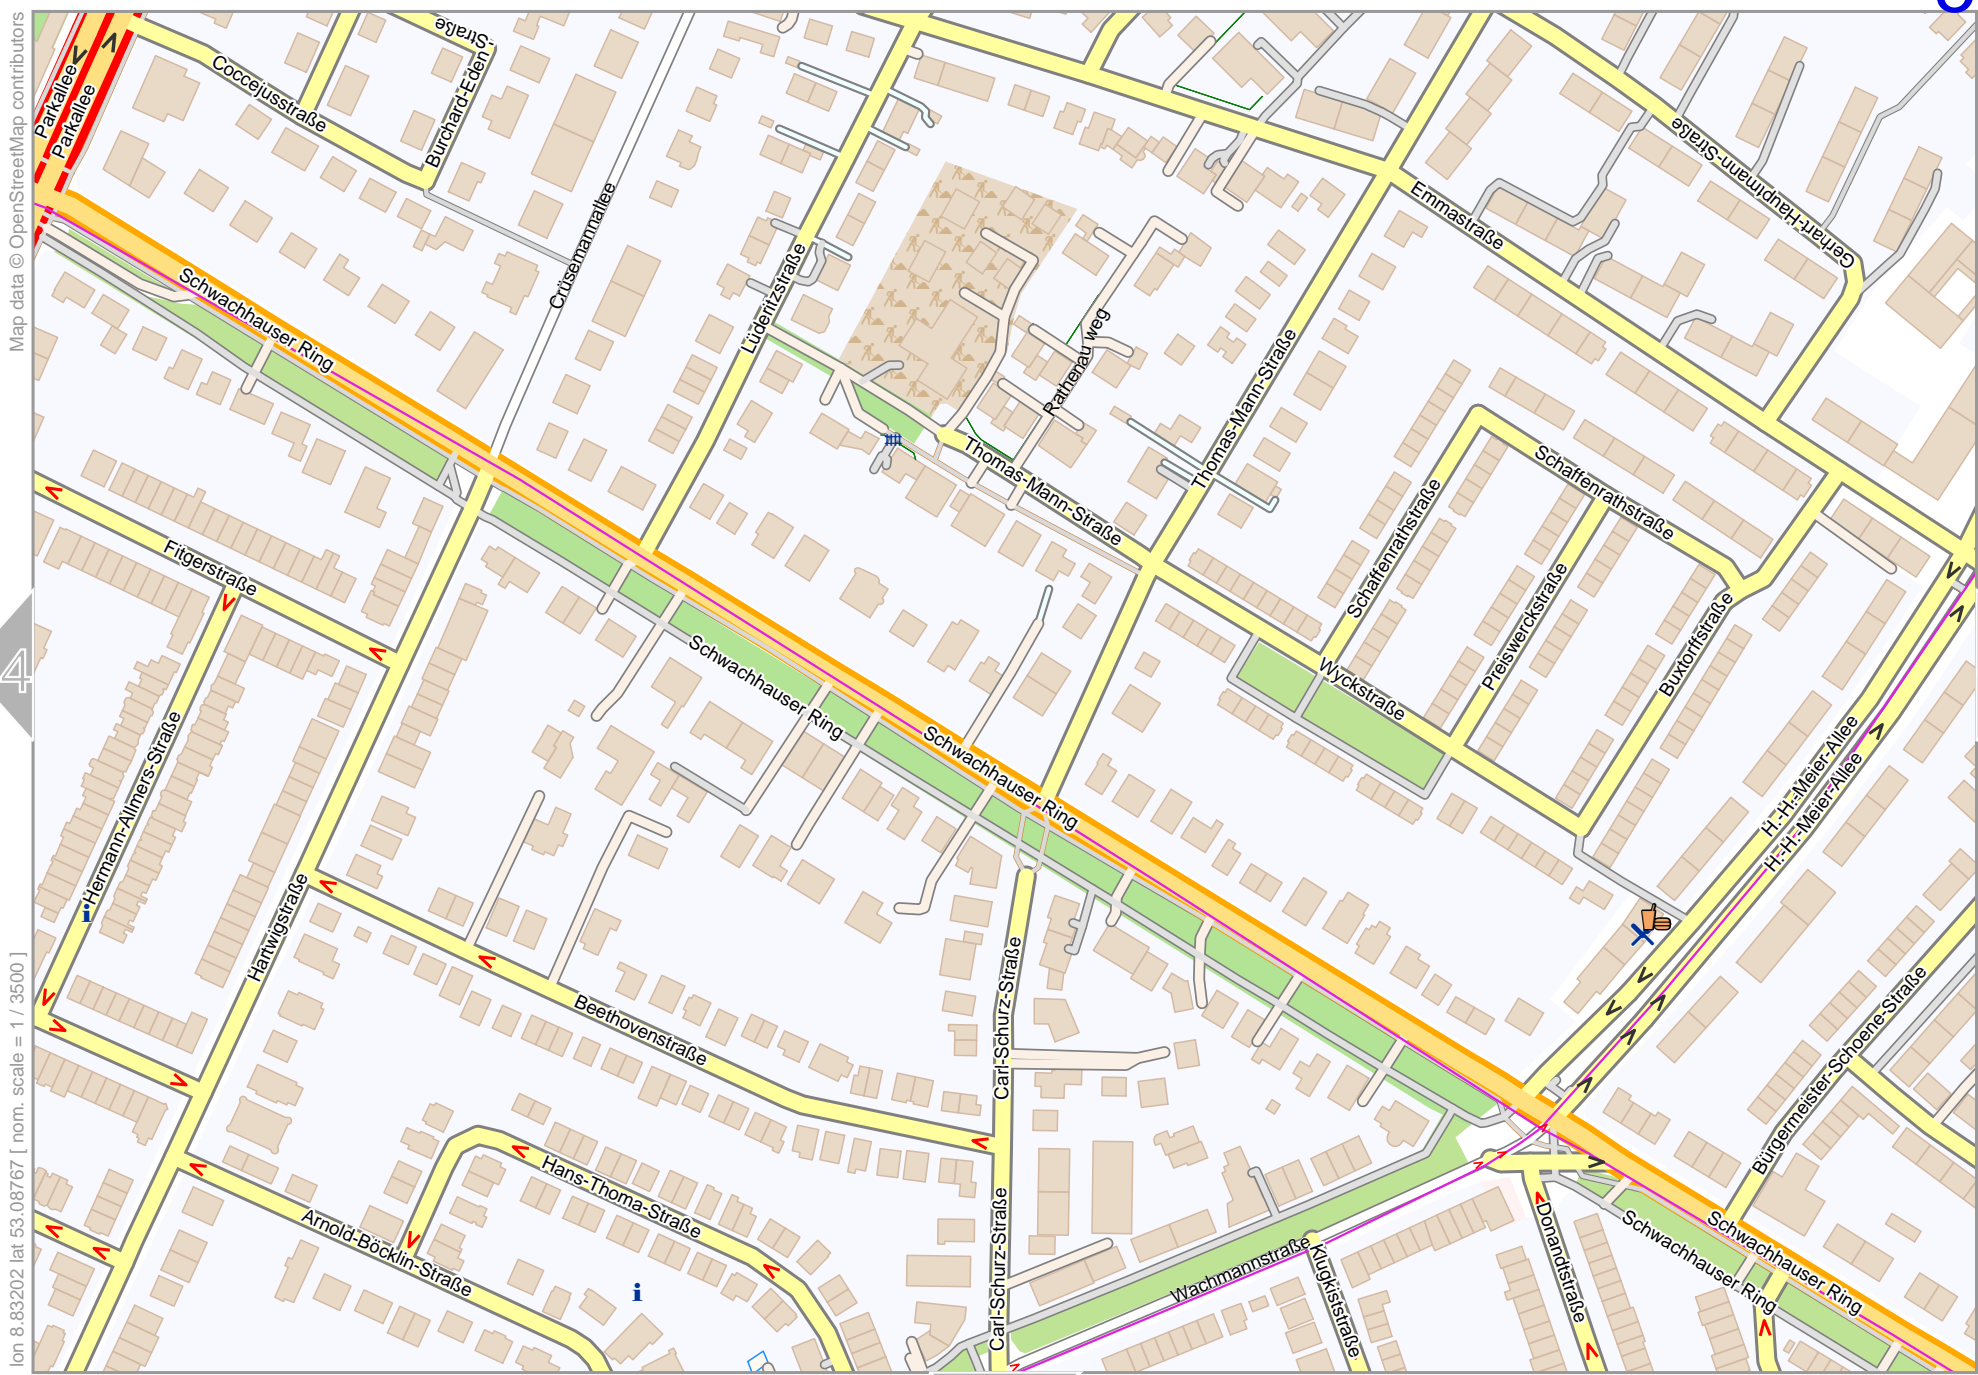 Map data © OpenStreetMap contributors
lon 8.83202 lat 53.08767 [ nom. scale = 1 / 3500 ]
4
Parkallee
Parkallee
Coccejusstraße
Burchard-Eden
-Straße
Crüsemannallee
Schwachhauser Ring
Lüderitzstraße
Rathenau weg
Thomas-Mann-Straße
Thomas-Mann-Straße
Emmastraße
Gerhart-Hauptmann-Straße
Schaffenrathstraße
Schaffenrathstraße
Preiswerckstraße
Buxtorffstraße
Wyckstraße
H.-H.-Meier-Allee
H.-H.-Meier-Allee
Fitgerstraße
Hermann-Allmers-Straße
Hartwigstraße
Schwachhauser Ring
Schwachhauser Ring
Beethovenstraße
Carl-Schurz-Straße
Carl-Schurz-Straße
Hans-Thoma-Straße
Arnold-Böcklin-Straße
Wachmannstraße
Klugkiststraße
Donandtstraße
Schwachhauser Ring
Schwachhauser Ring
Bürgermeister-Schoene-Straße